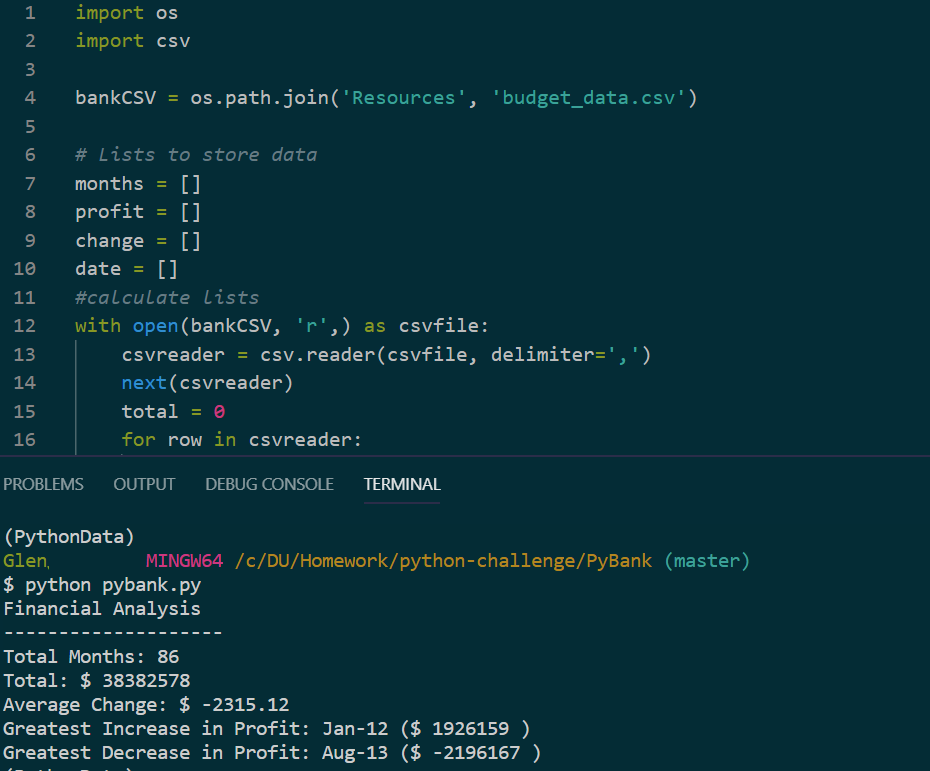 1 import os
2 import csv
3
4 bankCSV = os.path.join('Resources', 'budget_data.csv')
5
6 # Lists to store data
7 months = []
8 profit = []
9 change = []
10 date = []
11 #calculate lists
12 with open(bankCSV, 'r',) as csvfile:
13     csvreader = csv.reader(csvfile, delimiter=',')
14     next(csvreader)
15     total = 0
16     for row in csvreader:
PROBLEMS OUTPUT DEBUG CONSOLE TERMINAL
(PythonData)
Glen MINGW64 /c/DU/Homework/python-challenge/PyBank (master)
$ python pybank.py
Financial Analysis
--------------------
Total Months: 86
Total: $ 38382578
Average Change: $ -2315.12
Greatest Increase in Profit: Jan-12 ($ 1926159 )
Greatest Decrease in Profit: Aug-13 ($ -2196167 )